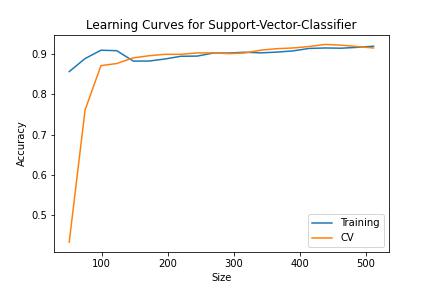 Learning Curves for Support-Vector-Classifier
Accuracy
0.9
0.8
0.7
0.6
0.5
100
200
300
400
500
Size
Training
CV